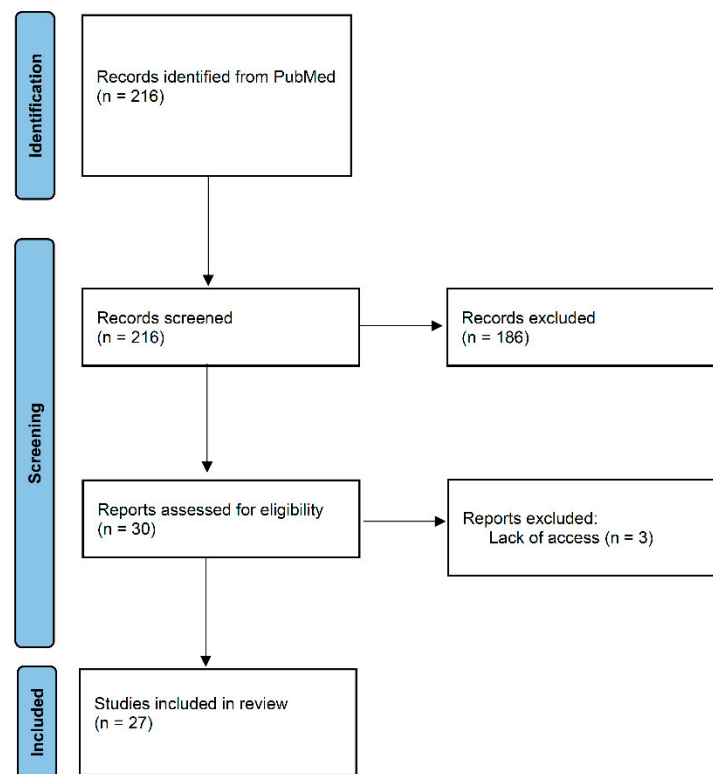 Identification
Records identified from PubMed
(n = 216)
Screening
Records screened
(n = 216)
Records excluded
(n = 186)
Reports assessed for eligibility
(n = 30)
Reports excluded:
Lack of access (n = 3)
Included
Studies included in review
(n = 27)